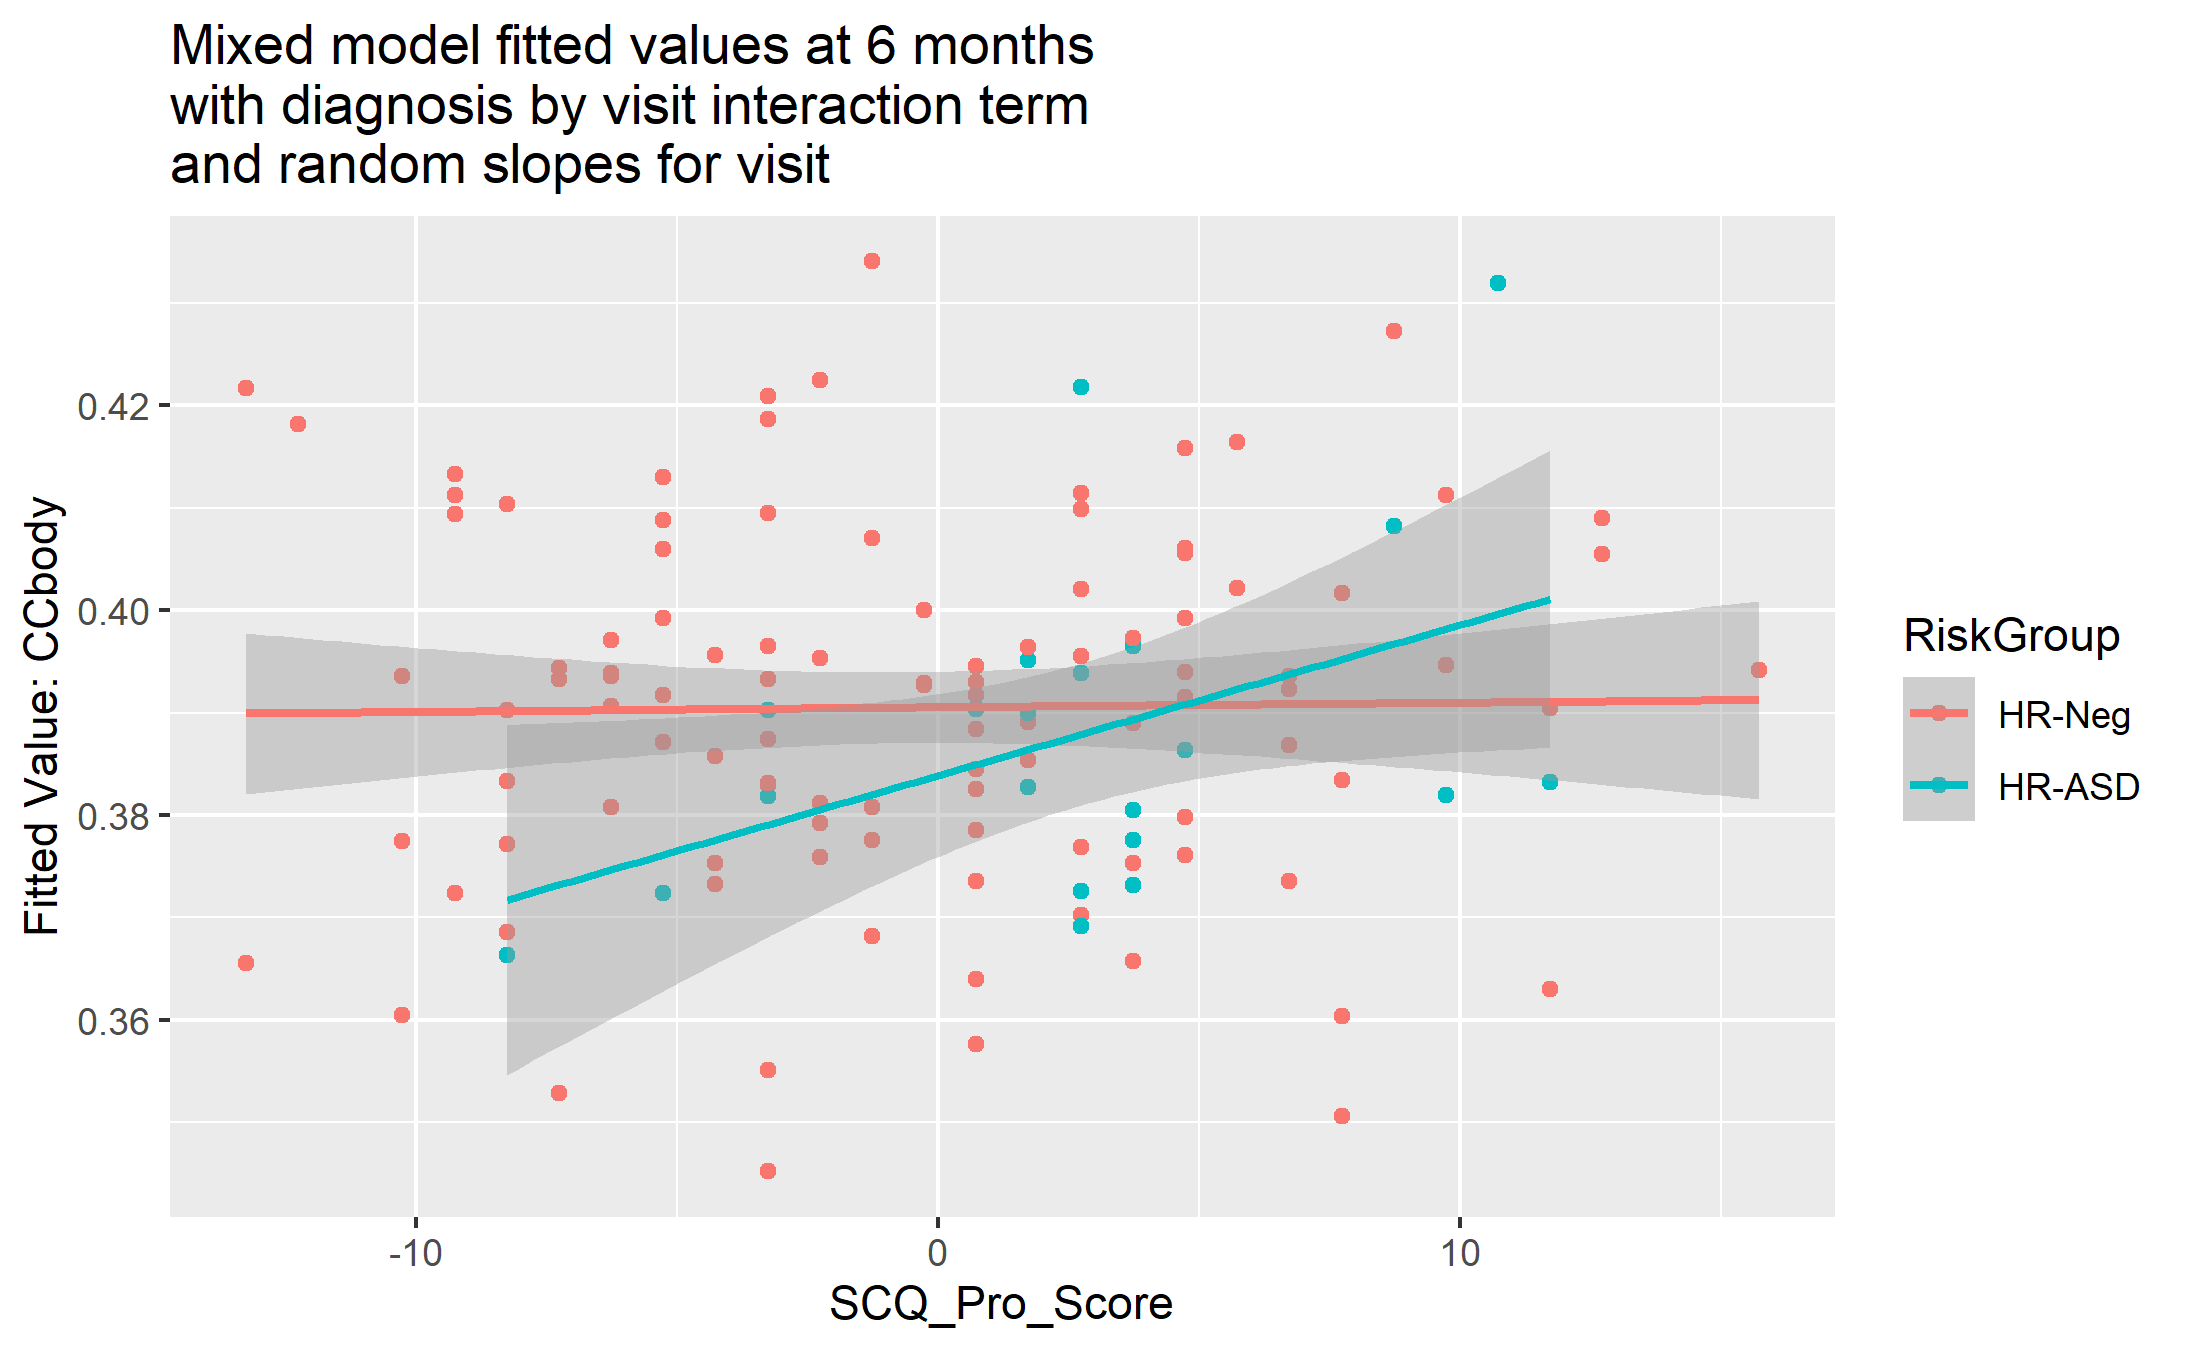 Mixed model fitted values at 6 months
with diagnosis by visit interaction term
and random slopes for visit
Fitted Value: CCbody
0.42
0.40
0.38
0.36
-10
0
10
SCQ_Pro_Score
RiskGroup
HR-Neg
HR-ASD